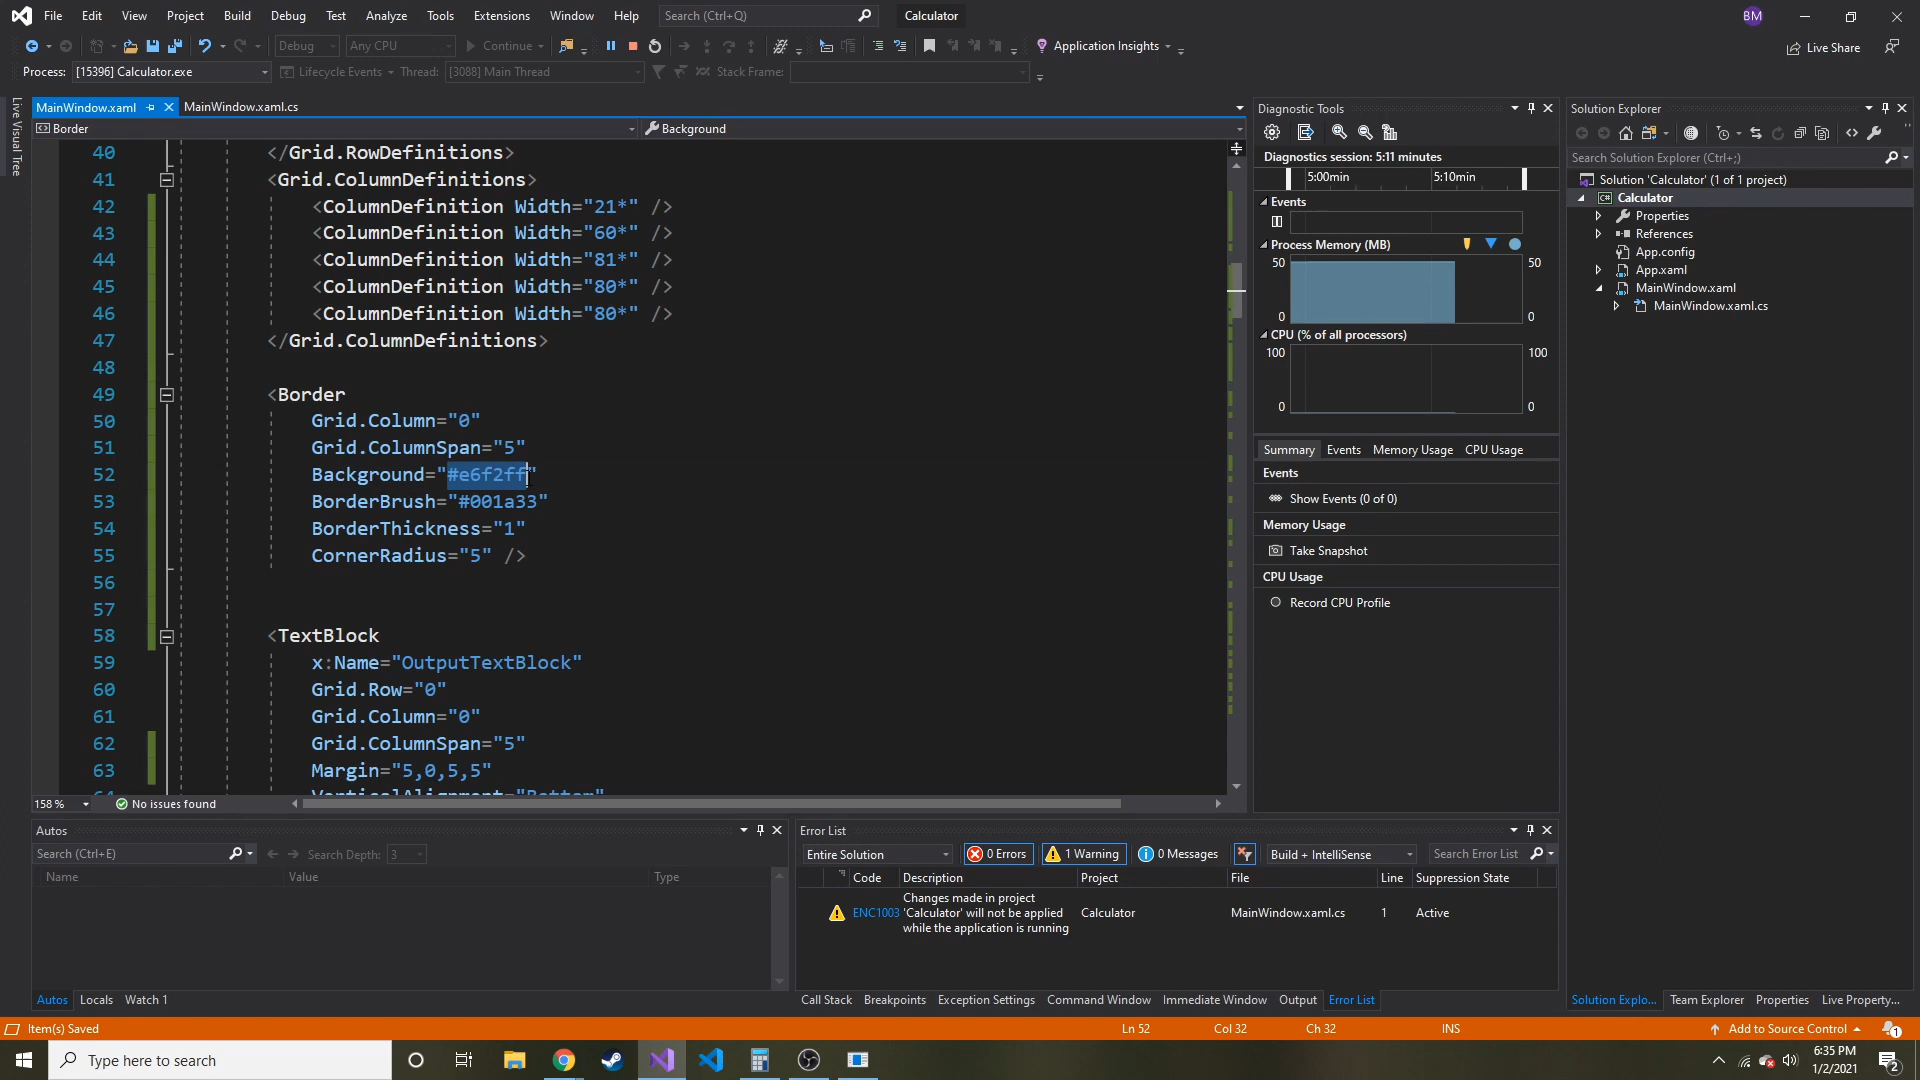 File Edit View Project Build Debug Test Analyze Tools Extensions Window Help Search (Ctrl+Q) Calculator BM
Debug Any CPU Continue Application Insights Live Share
Process: [15396] Calculator.exe Lifecycle Events Thread: [3088] Main Thread Stack Frame:
Live Visual Tree
MainWindow.xaml MainWindow.xaml.cs
Border Background
40 </Grid.RowDefinitions>
41 <Grid.ColumnDefinitions>
42 <ColumnDefinition Width="21*" />
43 <ColumnDefinition Width="60*" />
44 <ColumnDefinition Width="81*" />
45 <ColumnDefinition Width="80*" />
46 <ColumnDefinition Width="80*" />
47 </Grid.ColumnDefinitions>
48
49 <Border
50 Grid.Column="0"
51 Grid.ColumnSpan="5"
52 Background="#e6f2ff"
53 BorderBrush="#001a33"
54 BorderThickness="1"
55 CornerRadius="5" />
56
57
58 <TextBlock
59 x:Name="OutputTextBlock"
60 Grid.Row="0"
61 Grid.Column="0"
62 Grid.ColumnSpan="5"
63 Margin="5,0,5,5"
64 VerticalAlignment="Bottom"
158 % No issues found
Diagnostic Tools
Diagnostics session: 5:11 minutes
5:00min 5:10min
Events
Process Memory (MB)
50 50
0 0
CPU (% of all processors)
100 100
0 0
Summary Events Memory Usage CPU Usage
Events
Show Events (0 of 0)
Memory Usage
Take Snapshot
CPU Usage
Record CPU Profile
Solution Explorer
Search Solution Explorer (Ctrl+;)
Solution 'Calculator' (1 of 1 project)
C# Calculator
Properties
References
App.config
App.xaml
MainWindow.xaml
MainWindow.xaml.cs
Autos
Search (Ctrl+E) Search Depth: 3
Name Value Type
Autos Locals Watch 1
Error List
Entire Solution 0 Errors 1 Warning 0 Messages Build + IntelliSense Search Error List
Code Description Project File Line Suppression State
ENC1003 Changes made in project
'Calculator' will not be applied
while the application is running
Calculator MainWindow.xaml.cs 1 Active
Call Stack Breakpoints Exception Settings Command Window Immediate Window Output Error List
Solution Explo... Team Explorer Properties Live Property...
Item(s) Saved Ln 52 Col 32 Ch 32 INS Add to Source Control 1
Type here to search
6:35 PM
1/2/2021
2